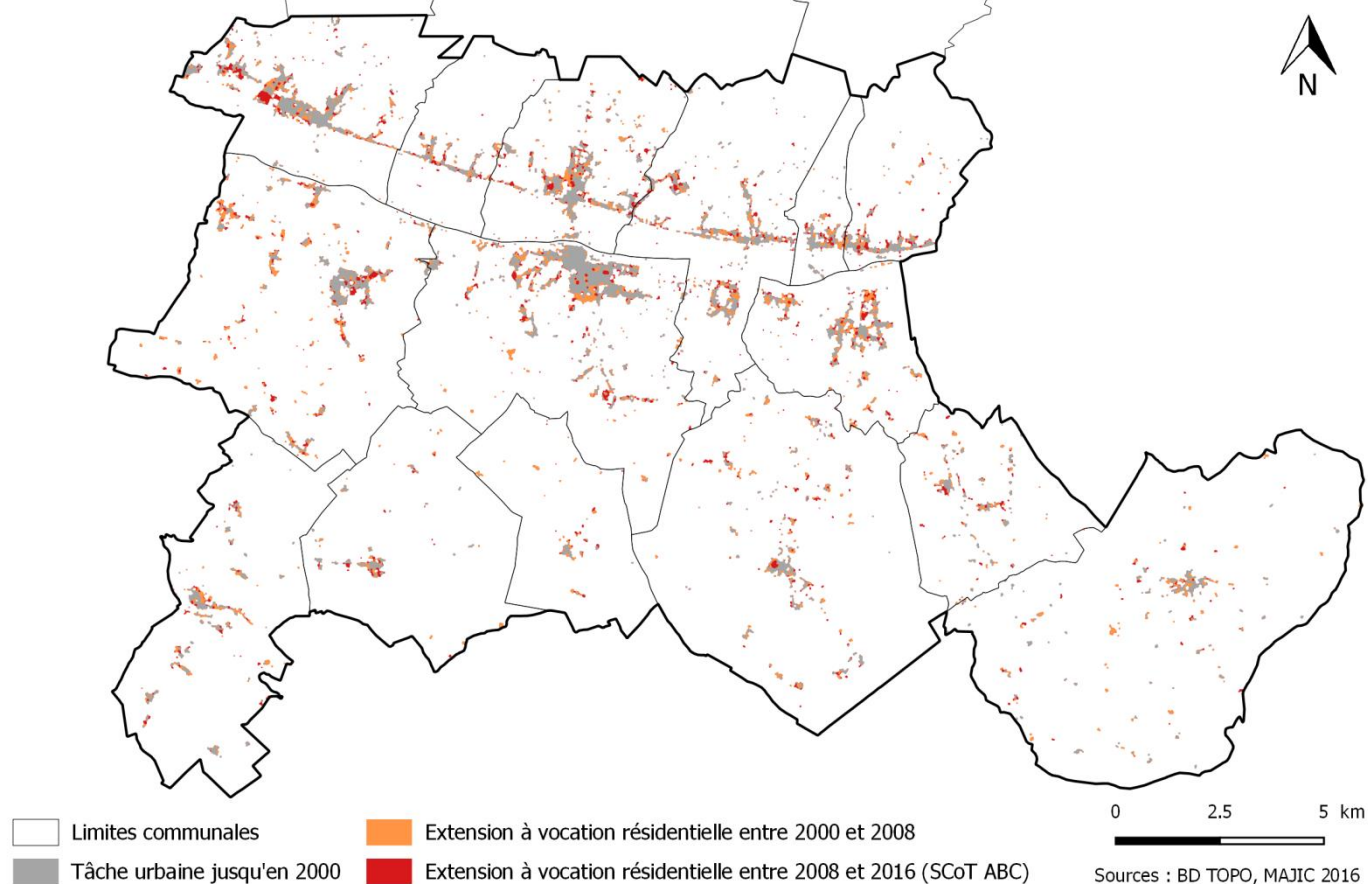 N
Limites communales
Tâche urbaine jusqu'en 2000
Extension à vocation résidentielle entre 2000 et 2008
Extension à vocation résidentielle entre 2008 et 2016 (SCoT ABC)
0 2.5 5 km
Sources : BD TOPO, MAJIC 2016